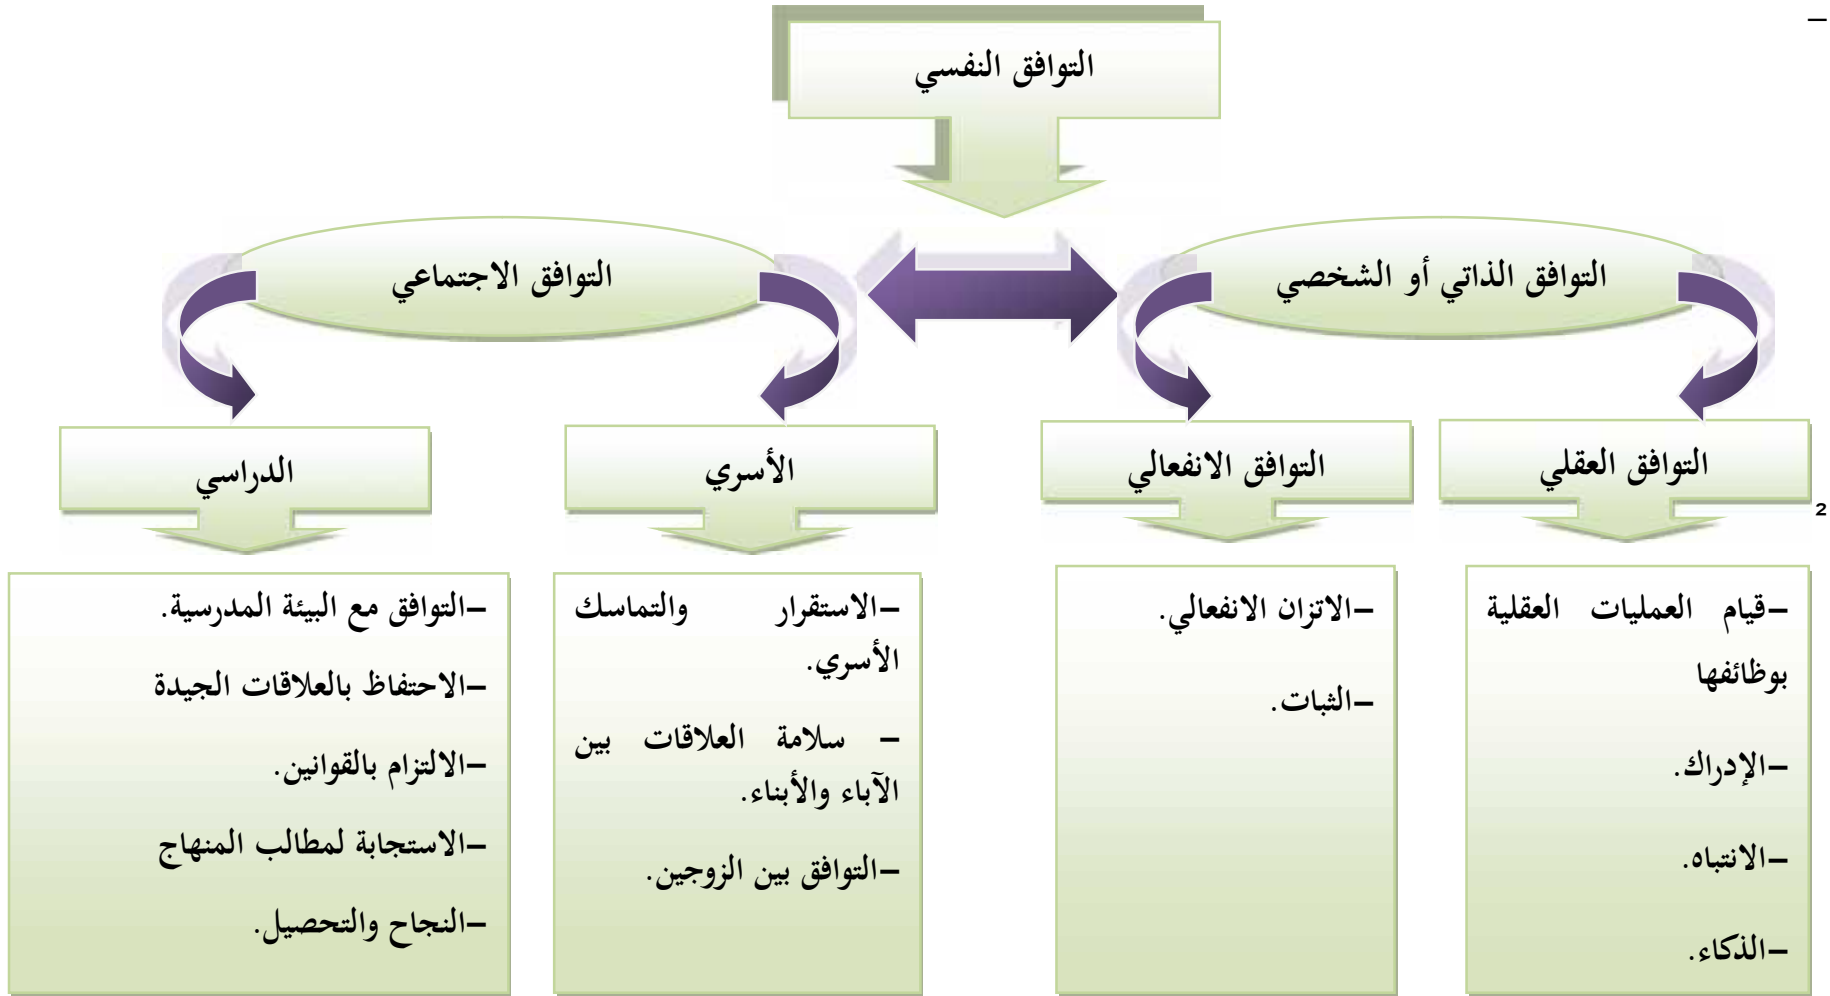 –
التوافق النفسي
التوافق الذاتي أو الشخصي
التوافق الاجتماعي
التوافق العقلي
التوافق الانفعالي
الأسري
الدراسي
2
–قيام العمليات العقلية
بوظائفها
–الإدراك.
–الانتباه.
–الذكاء.
–الاتزان الانفعالي.
–الثبات.
–الاستقرار والتماسك
الأسري.
– سلامة العلاقات بين
الآباء والأبناء.
–التوافق بين الزوجين.
–التوافق مع البيئة المدرسية.
–الاحتفاظ بالعلاقات الجيدة
–الالتزام بالقوانين.
–الاستجابة لمطالب المنهاج
–النجاح والتحصيل.